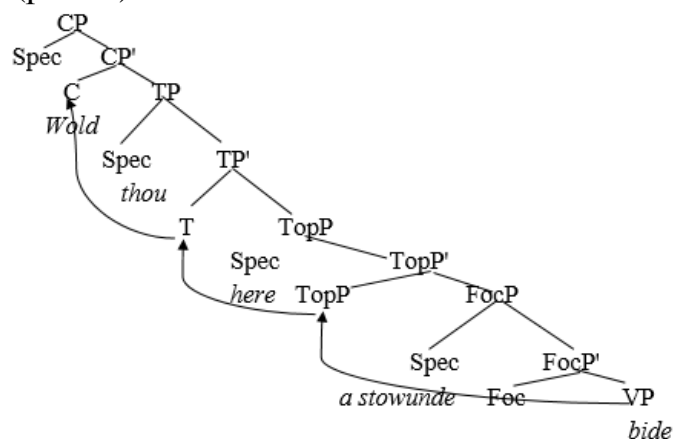 CP
Spec CP'
C TP
Wold
Spec TP'
thou
T TopP
Spec TopP'
here TopP FocP
Spec FocP'
a stowunde Foc VP
bide